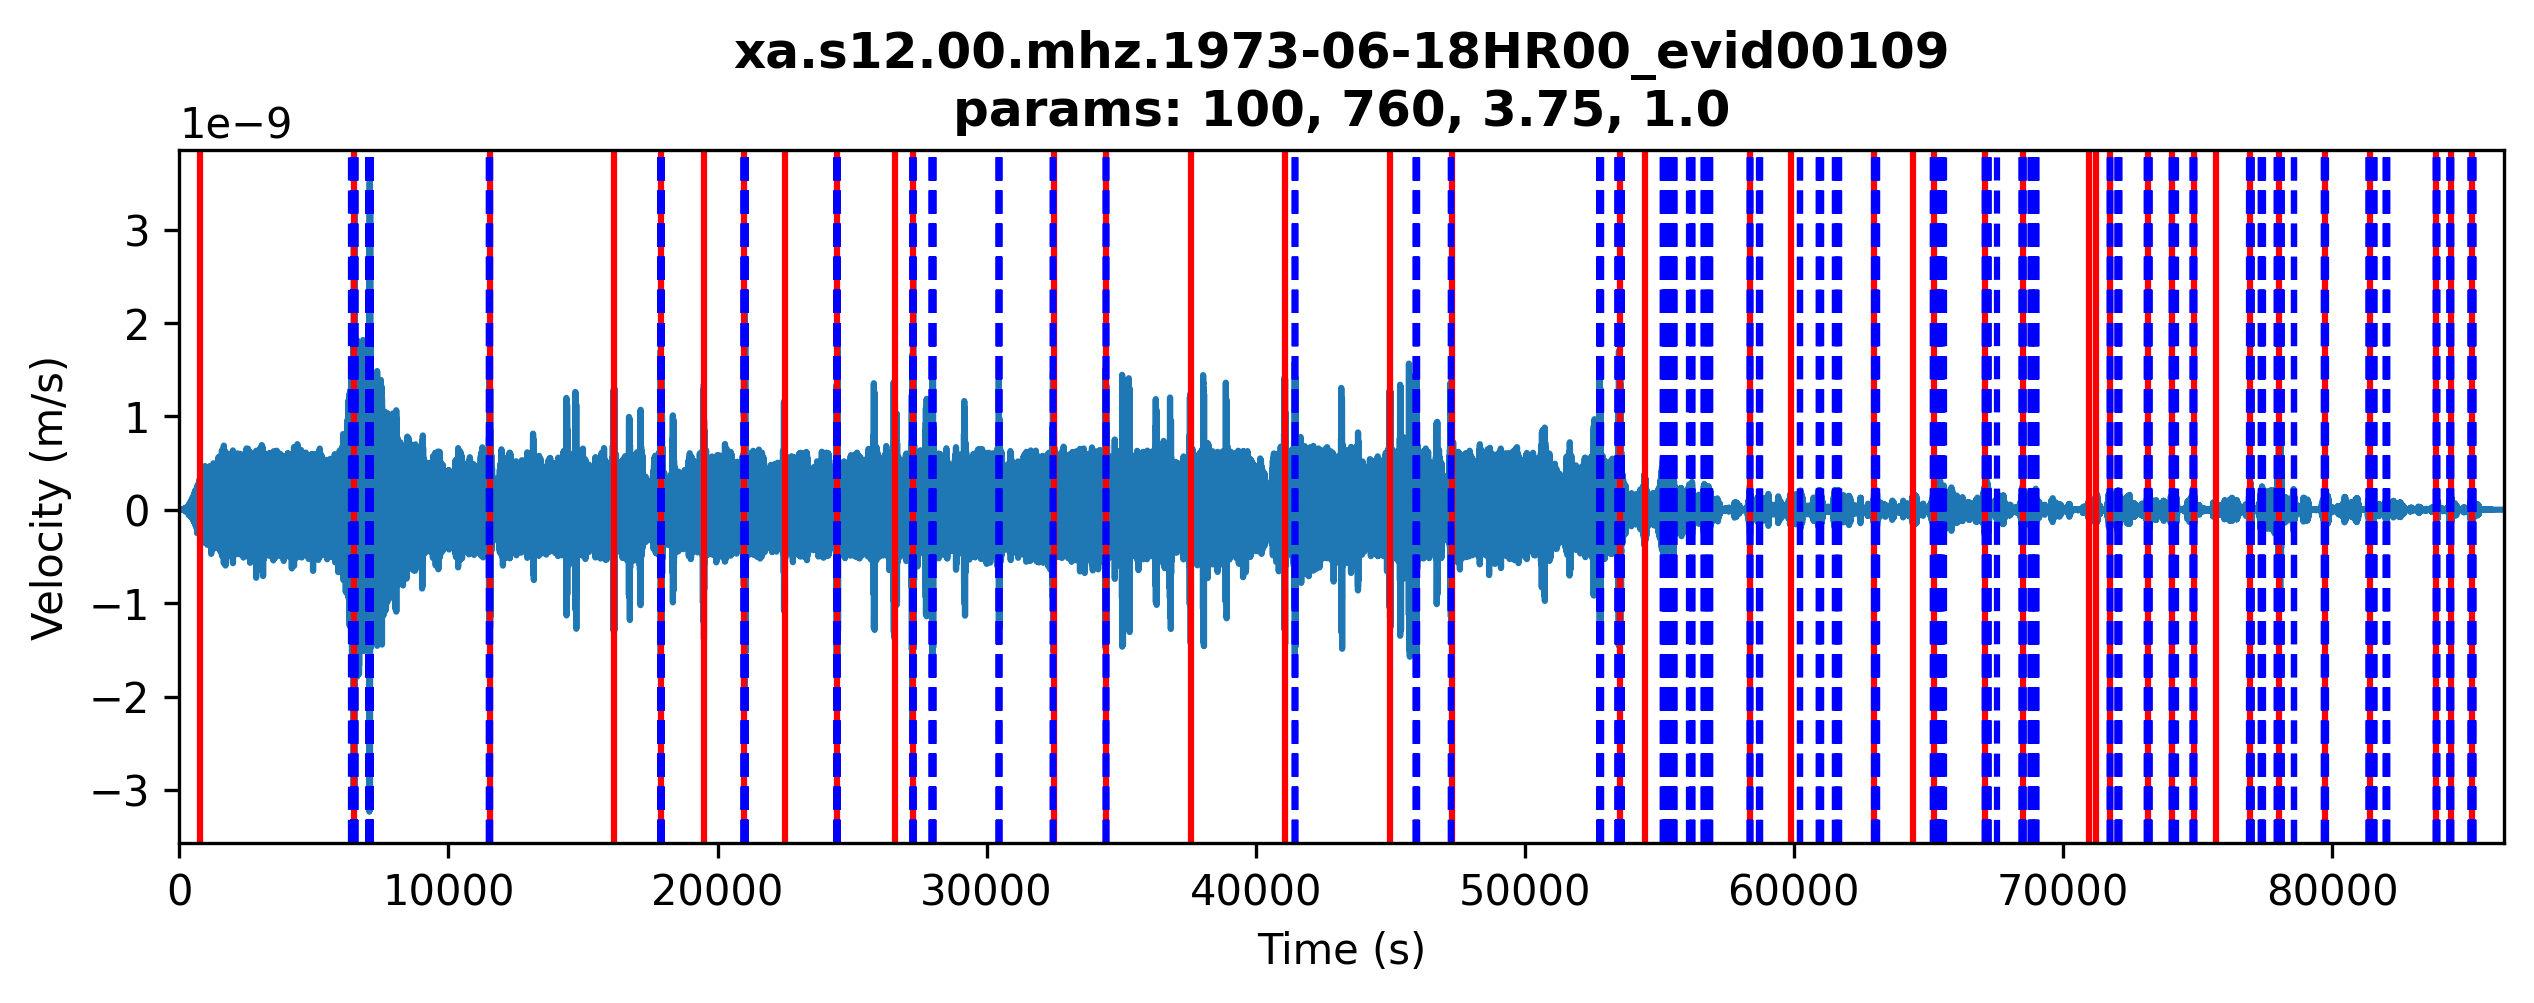 xa.s12.00.mhz.1973-06-18HR00_evid00109
params: 100, 760, 3.75, 1.0
1e−9
3
2
1
0
−1
−2
−3
Velocity (m/s)
0 10000 20000 30000 40000 50000 60000 70000 80000
Time (s)